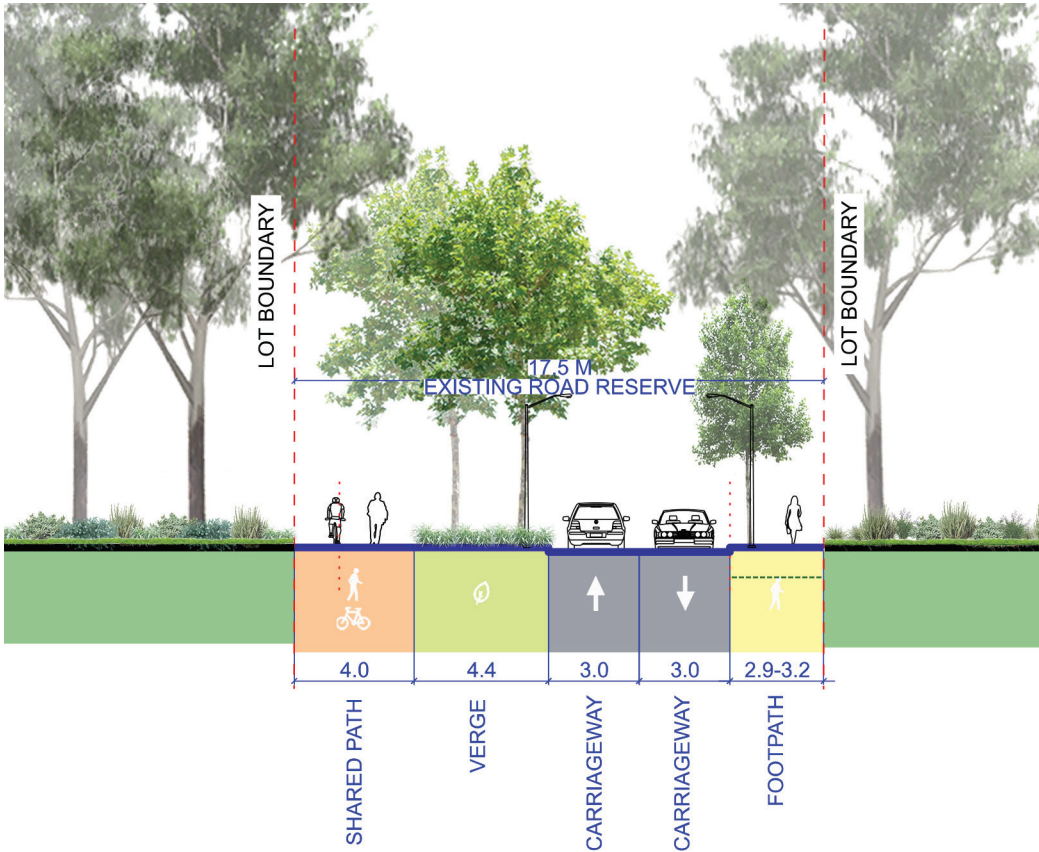 LOT BOUNDARY
LOT BOUNDARY
17.5 M
EXISTING ROAD RESERVE
4.0
4.4
3.0
3.0
2.9-3.2
SHARED PATH
VERGE
CARRIAGEWAY
CARRIAGEWAY
FOOTPATH